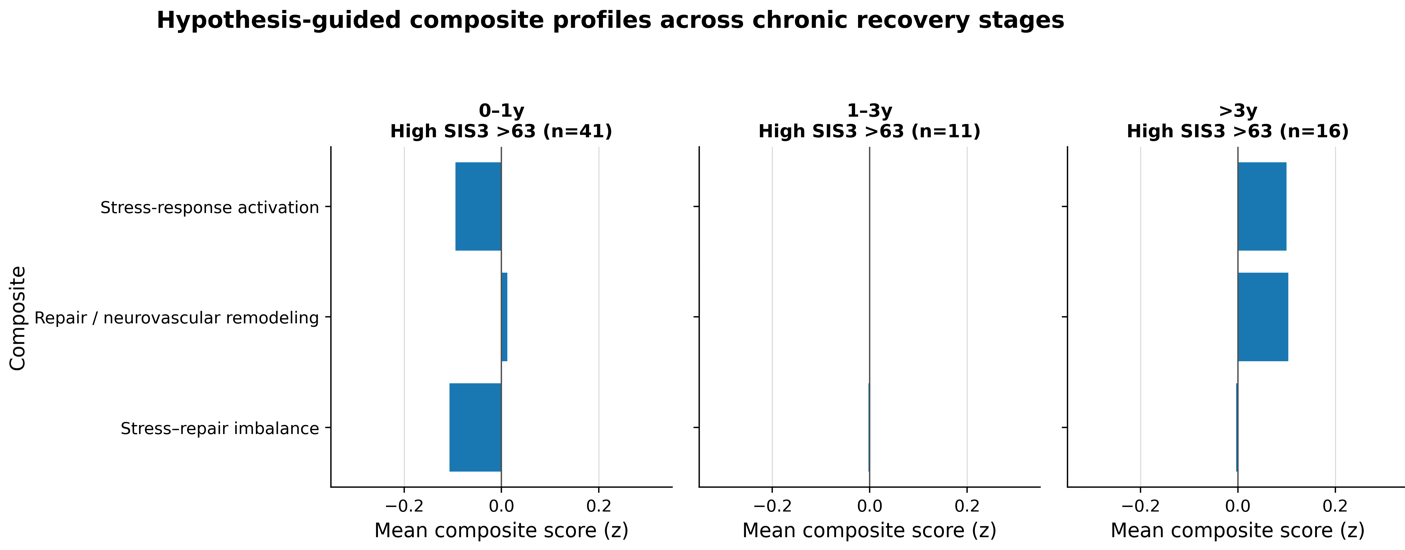 Hypothesis-guided composite profiles across chronic recovery stages
0–1y
High SIS3 >63 (n=41)
1–3y
High SIS3 >63 (n=11)
>3y
High SIS3 >63 (n=16)
Composite
Stress-response activation
Repair / neurovascular remodeling
Stress–repair imbalance
−0.2 0.0 0.2
Mean composite score (z)
−0.2 0.0 0.2
Mean composite score (z)
−0.2 0.0 0.2
Mean composite score (z)